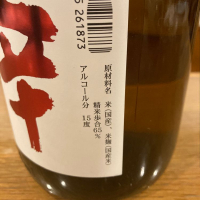 5 261873
原材料名 米(国産)、米麹(国産米)
精米歩合65%
アルコール分 15度